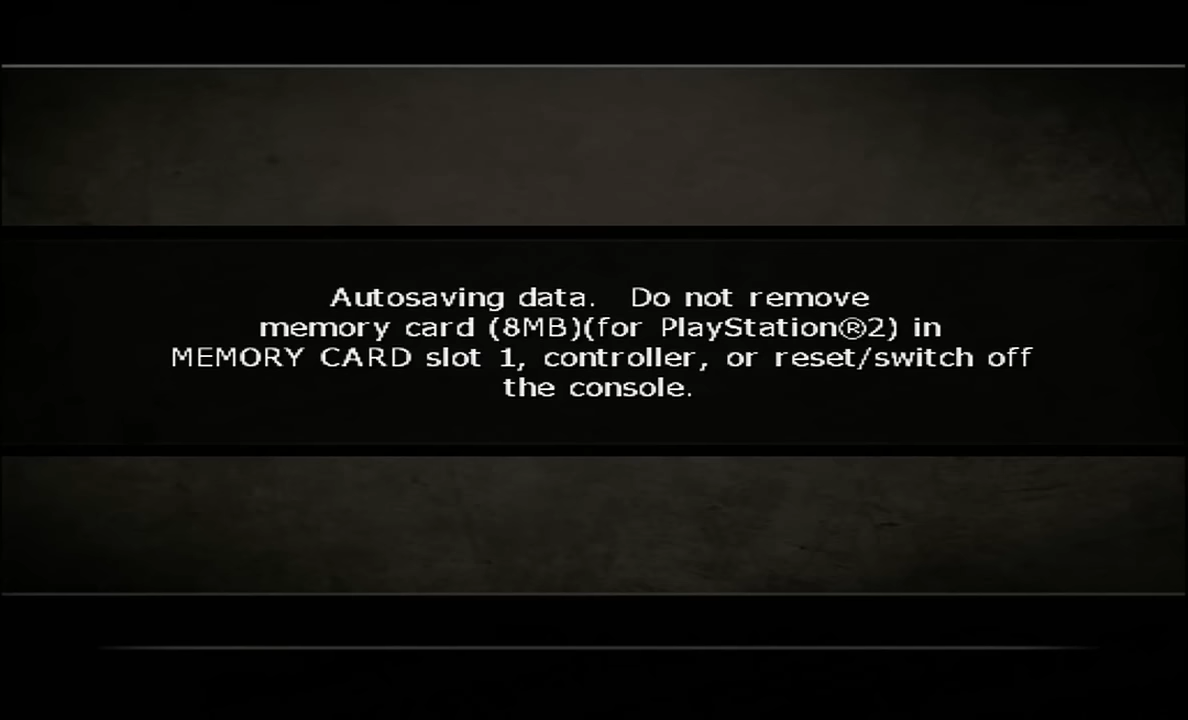 Autosaving data.  Do not remove
memory card (8MB)(for PlayStation®2) in
MEMORY CARD slot 1, controller, or reset/switch off
the console.